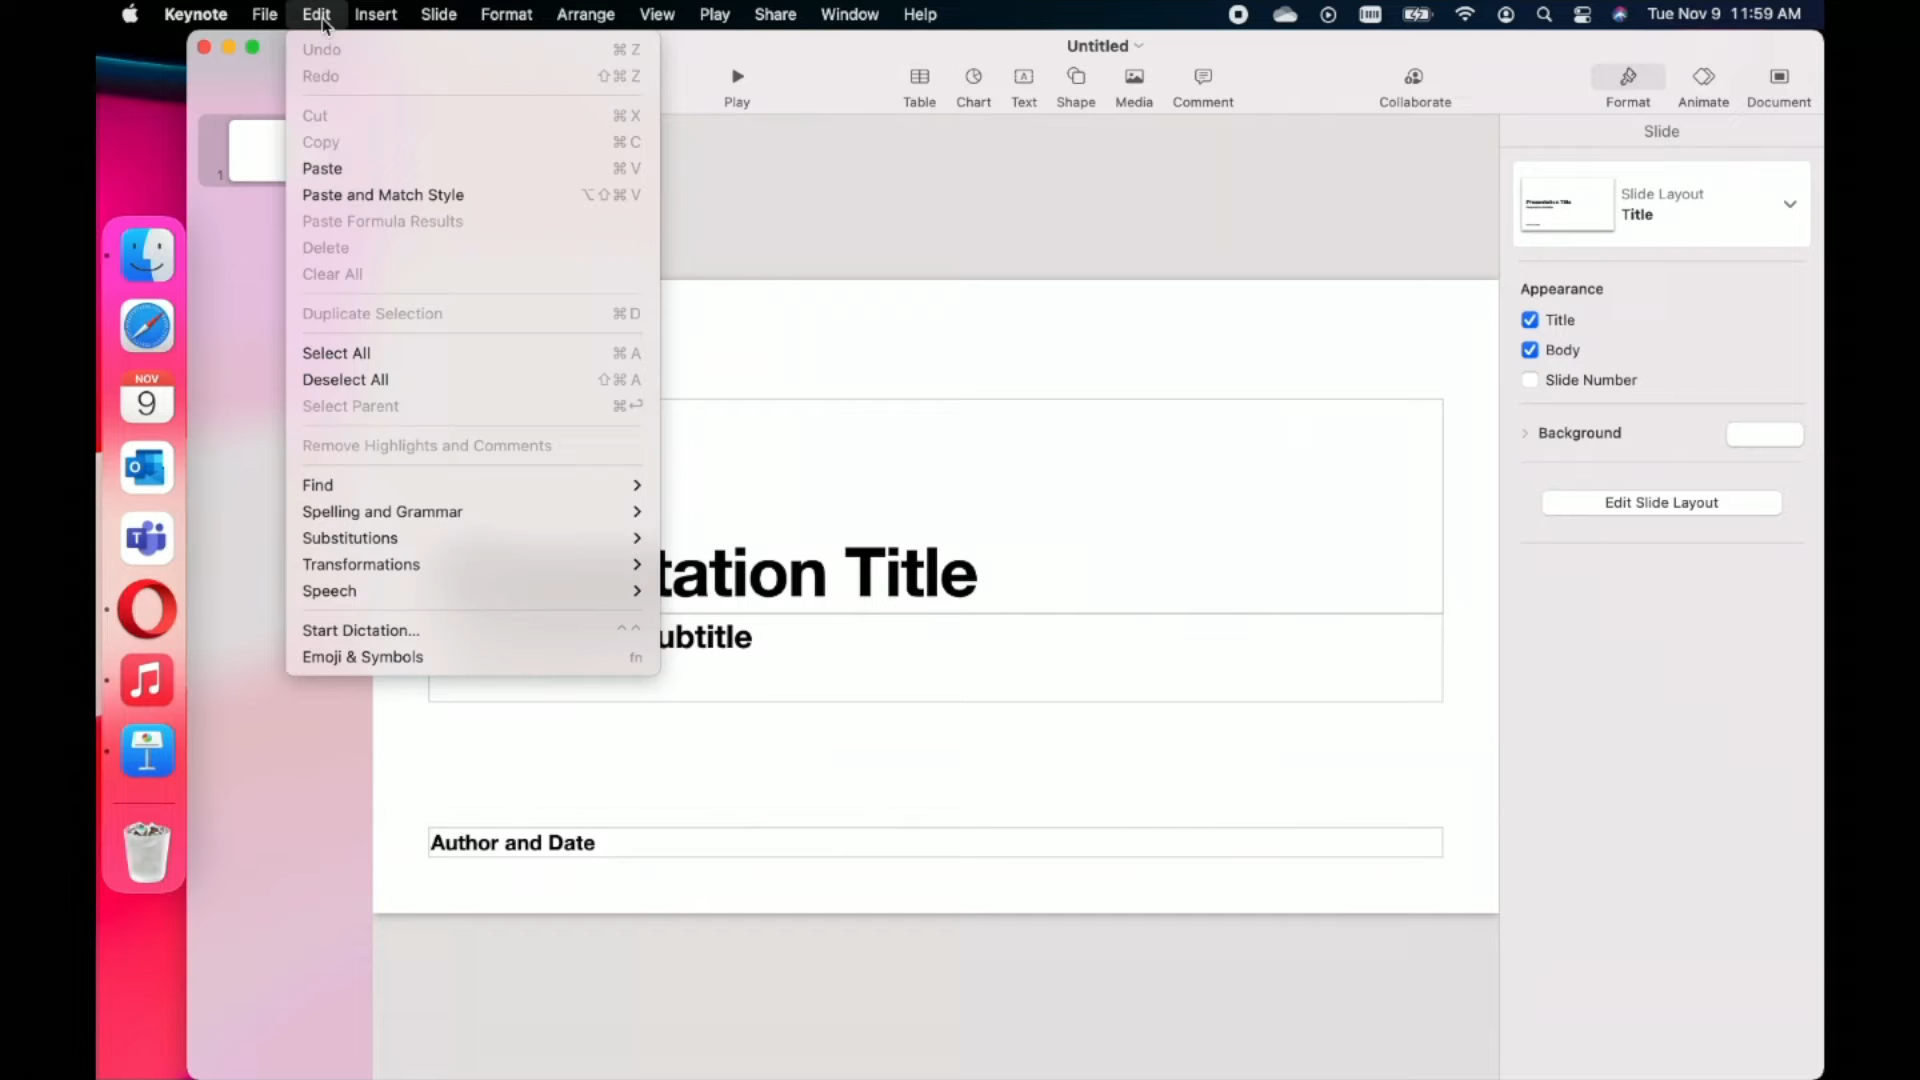 Keynote File Edit Insert Slide Format Arrange View Play Share Window Help Tue Nov 9 11:59 AM
Untitled
Play Table Chart Text Shape Media Comment Collaborate Format Animate Document
Undo ⌘ Z
Redo ⇧⌘ Z
Cut ⌘ X
Copy ⌘ C
Paste ⌘ V
Paste and Match Style ⌥⇧⌘ V
Paste Formula Results
Delete
Clear All
Duplicate Selection ⌘ D
Select All ⌘ A
Deselect All ⇧⌘ A
Select Parent ⌘↩
Remove Highlights and Comments
Find
Spelling and Grammar
Substitutions
Transformations
Speech
Start Dictation... ^ ^
Emoji & Symbols fn
1
NOV
9
tation Title
ubtitle
Author and Date
Slide
Presentation Title
Slide Layout
Title
Appearance
Title
Body
Slide Number
Background
Edit Slide Layout